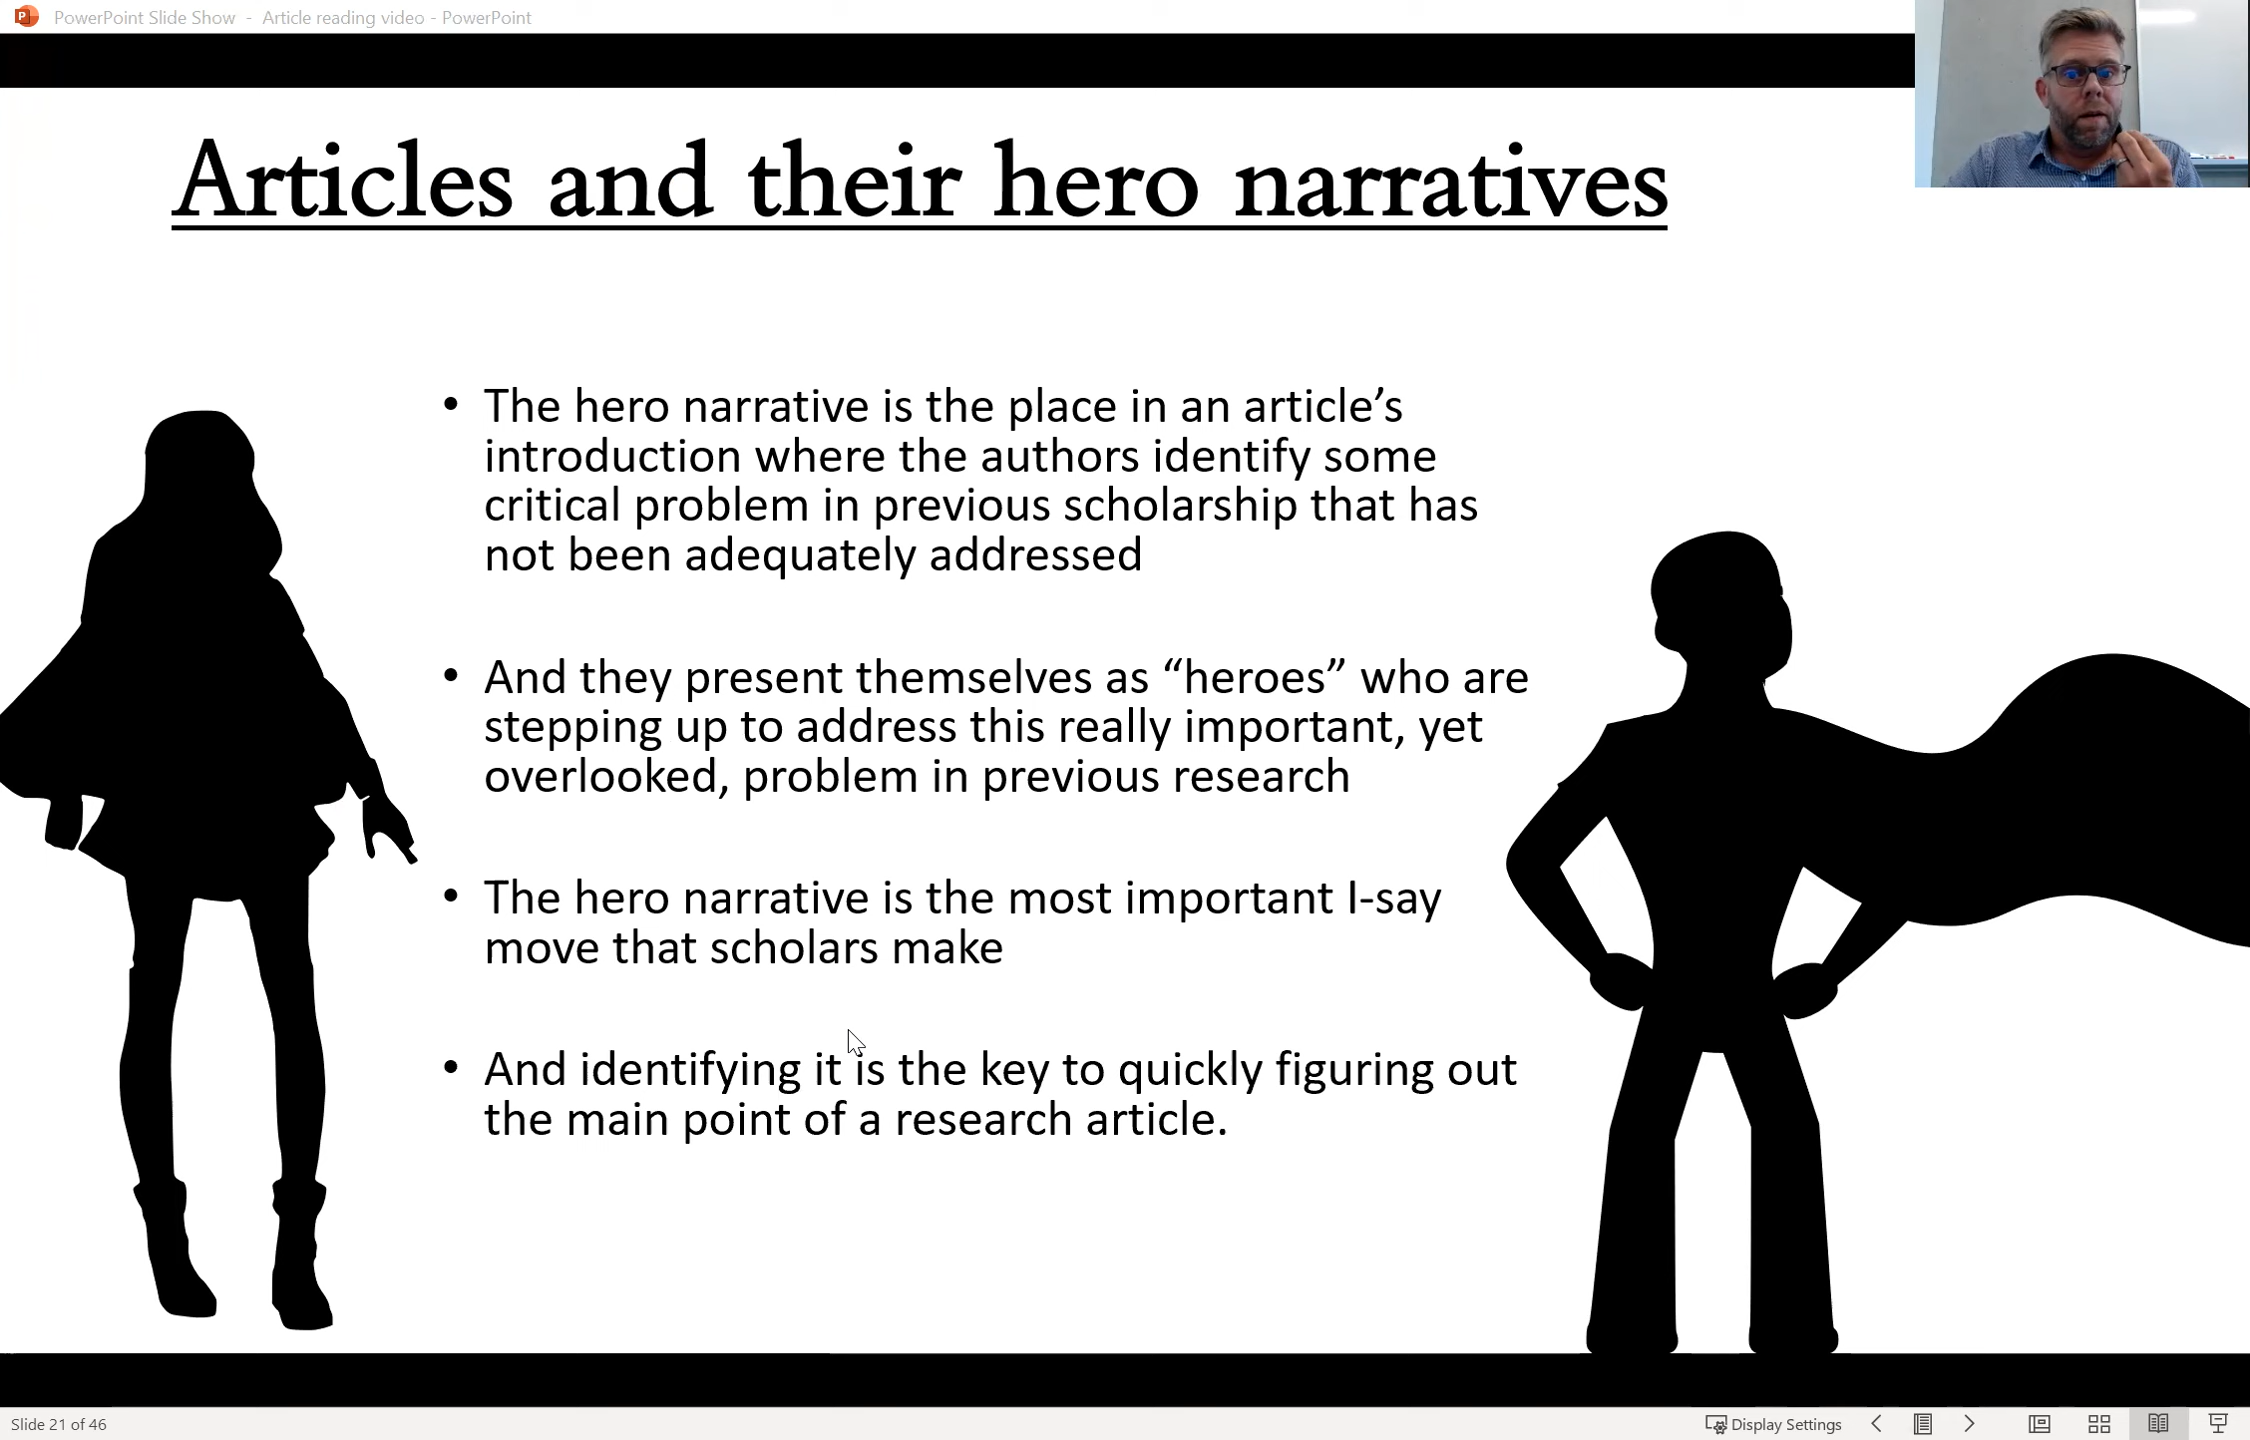 PowerPoint Slide Show - Article reading video - PowerPoint
Articles and their hero narratives
• The hero narrative is the place in an article’s
introduction where the authors identify some
critical problem in previous scholarship that has
not been adequately addressed
• And they present themselves as “heroes” who are
stepping up to address this really important, yet
overlooked, problem in previous research
• The hero narrative is the most important I-say
move that scholars make
• And identifying it is the key to quickly figuring out
the main point of a research article.
Slide 21 of 46
Display Settings